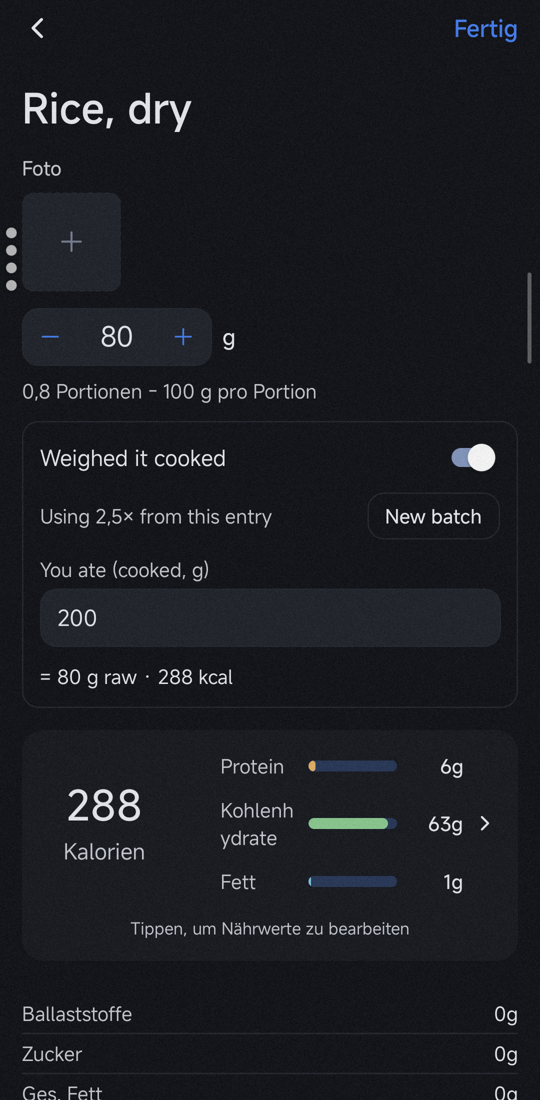 Fertig
Rice, dry
Foto
80
g
0,8 Portionen - 100 g pro Portion
Weighed it cooked
Using 2,5× from this entry
New batch
You ate (cooked, g)
200
= 80 g raw · 288 kcal
288
Kalorien
Protein
6g
Kohlenh
ydrate
63g
Fett
1g
Tippen, um Nährwerte zu bearbeiten
Ballaststoffe
0g
Zucker
0g
Ges. Fett
0g